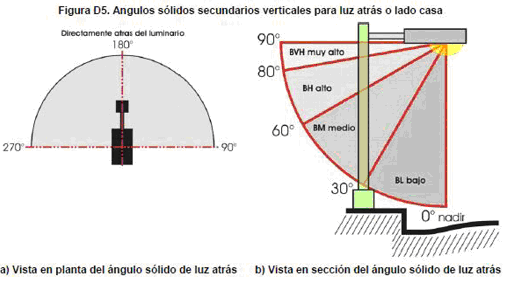 Figura D5. Angulos sólidos secundarios verticales para luz atrás o lado casa
Directamente atras del luminario
180°
270°
90°
90°
BVH muy alto
80°
BH alto
60°
BM medio
30°
BL bajo
0° nadir
a) Vista en planta del ángulo sólido de luz atrás
b) Vista en sección del ángulo sólido de luz atrás